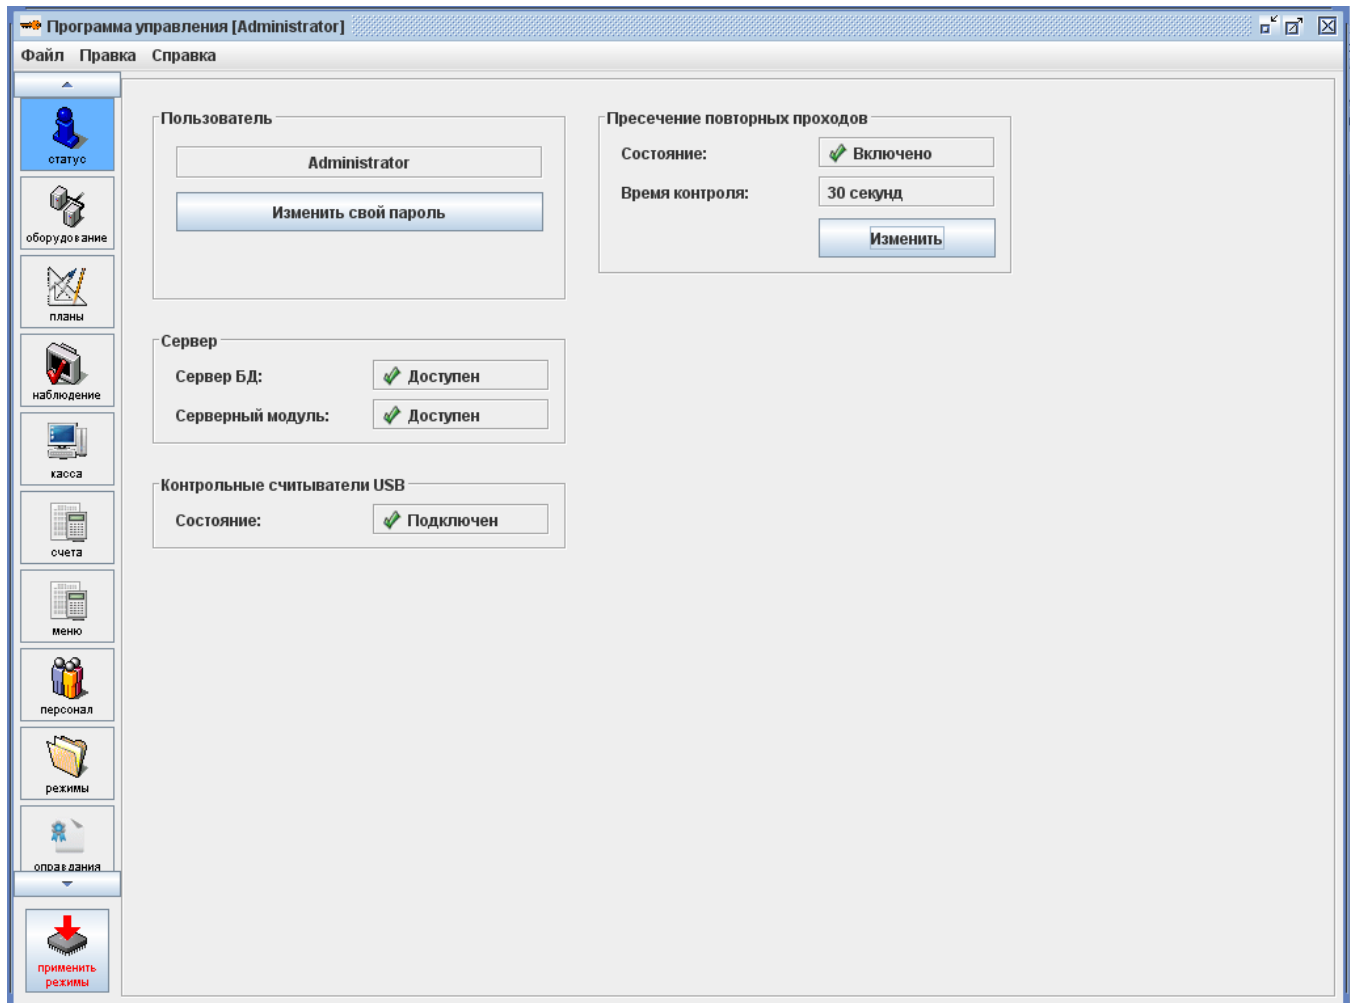 Программа управления [Administrator]
Файл Правка Справка
статус
оборудование
планы
наблюдение
касса
счета
меню
персонал
режимы
оправдания
применить
режимы
Пользователь
Administrator
Изменить свой пароль
Сервер
Сервер БД: Доступен
Серверный модуль: Доступен
Контрольные считыватели USB
Состояние: Подключен
Пресечение повторных проходов
Состояние: Включено
Время контроля: 30 секунд
Изменить